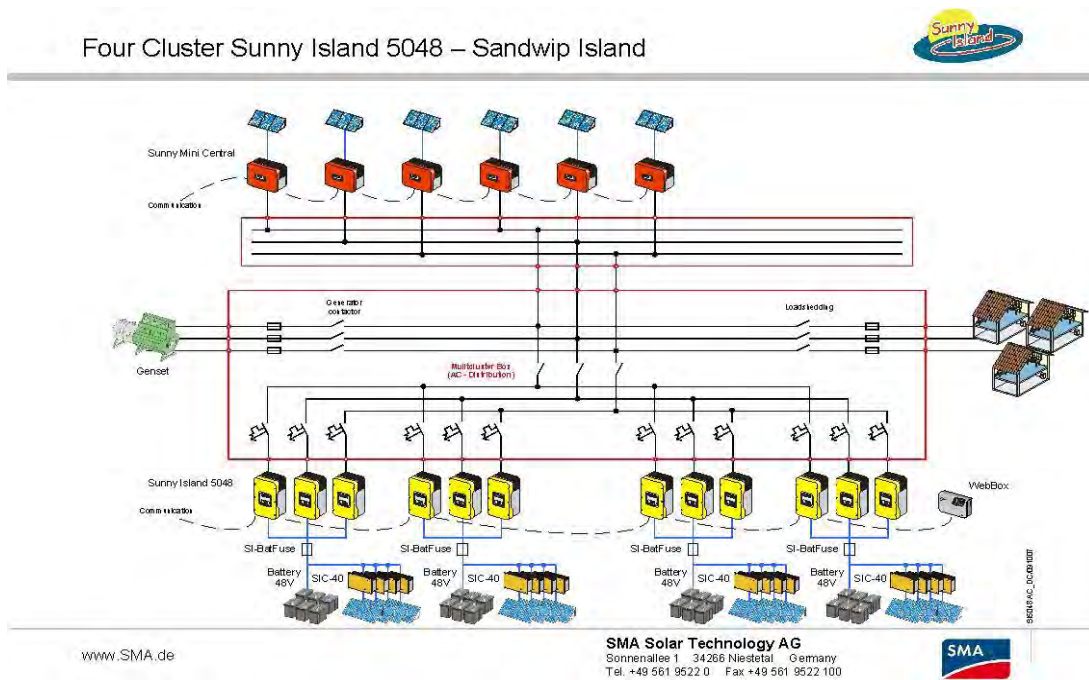 Four Cluster Sunny Island 5048 – Sandwip Island
Sunny
Island
Sunny Mini Central
Communication
Generator
contactor
Loadshedding
Genset
Multicluster Box
(AC - Distribution)
Sunny Island 5048
WebBox
Communication
SI-BatFuse
SI-BatFuse
SI-BatFuse
SI-BatFuse
Battery
48V
SIC-40
Battery
48V
SIC-40
Battery
48V
SIC-40
Battery
48V
SIC-40
www.SMA.de
SMA Solar Technology AG
Sonnenallee 1 34266 Niestetal Germany
Tel. +49 561 9522 0 Fax +49 561 9522 100
SMA